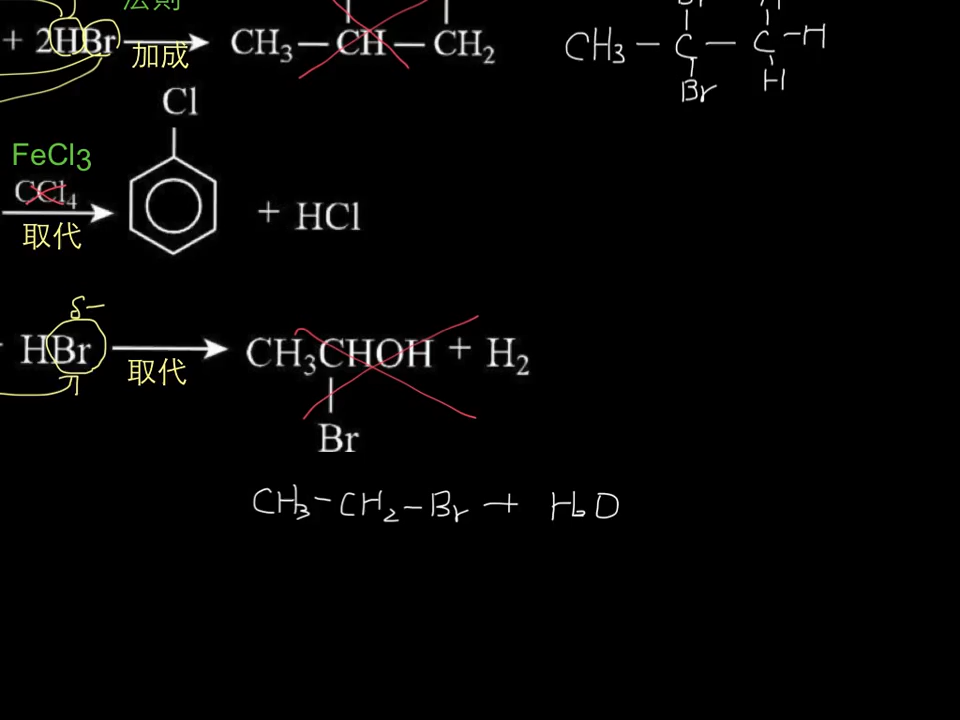 法則
+ 2HBr
加成
CH₃—CH—CH₂
CH₃—C—C—H
Br
H
Cl
FeCl₃
CCl₄
取代
+ HCl
δ−
HBr
取代
CH₃CHOH + H₂
Br
CH₃−CH₂−Br + H₂O